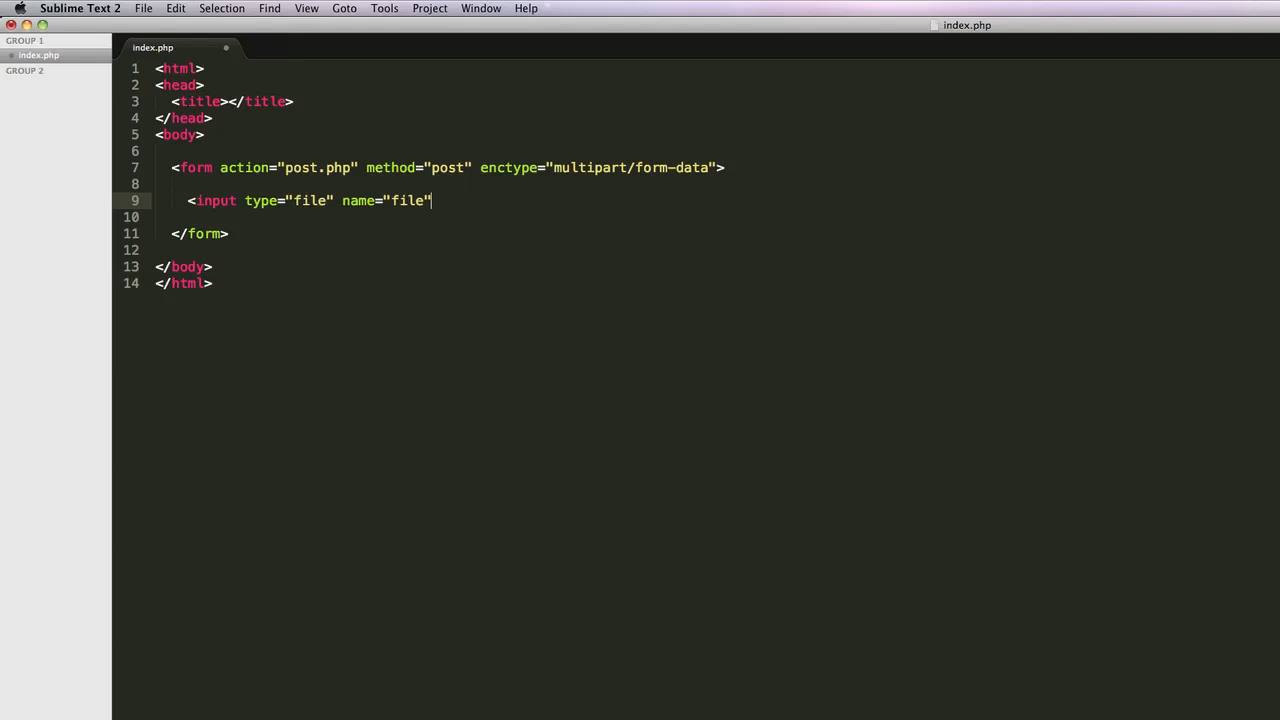 Sublime Text 2 File Edit Selection Find View Goto Tools Project Window Help
index.php
GROUP 1
index.php
GROUP 2
index.php
1 <html>
2 <head>
3 <title></title>
4 </head>
5 <body>
6
7 <form action="post.php" method="post" enctype="multipart/form-data">
8
9 <input type="file" name="file"
10
11 </form>
12
13 </body>
14 </html>